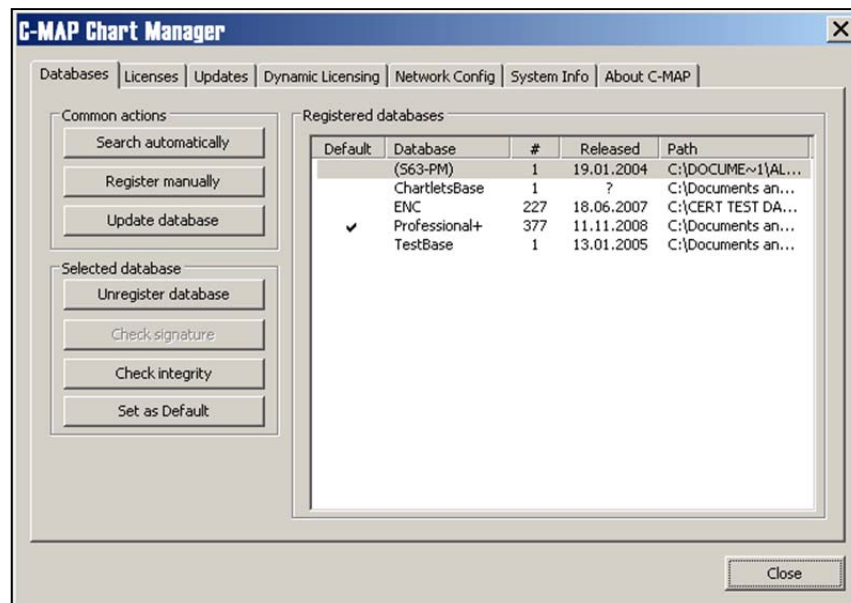 C-MAP Chart Manager
Databases Licenses Updates Dynamic Licensing Network Config System Info About C-MAP
Common actions
Search automatically
Register manually
Update database
Selected database
Unregister database
Check signature
Check integrity
Set as Default
Registered databases
Default Database # Released Path
(S63-PM) 1 19.01.2004 C:\DOCUME~1\AL...
ChartletsBase 1 ? C:\Documents an...
ENC 227 18.06.2007 C:\CERT TEST DA...
✔ Professional+ 377 11.11.2008 C:\Documents an...
TestBase 1 13.01.2005 C:\Documents an...
Close